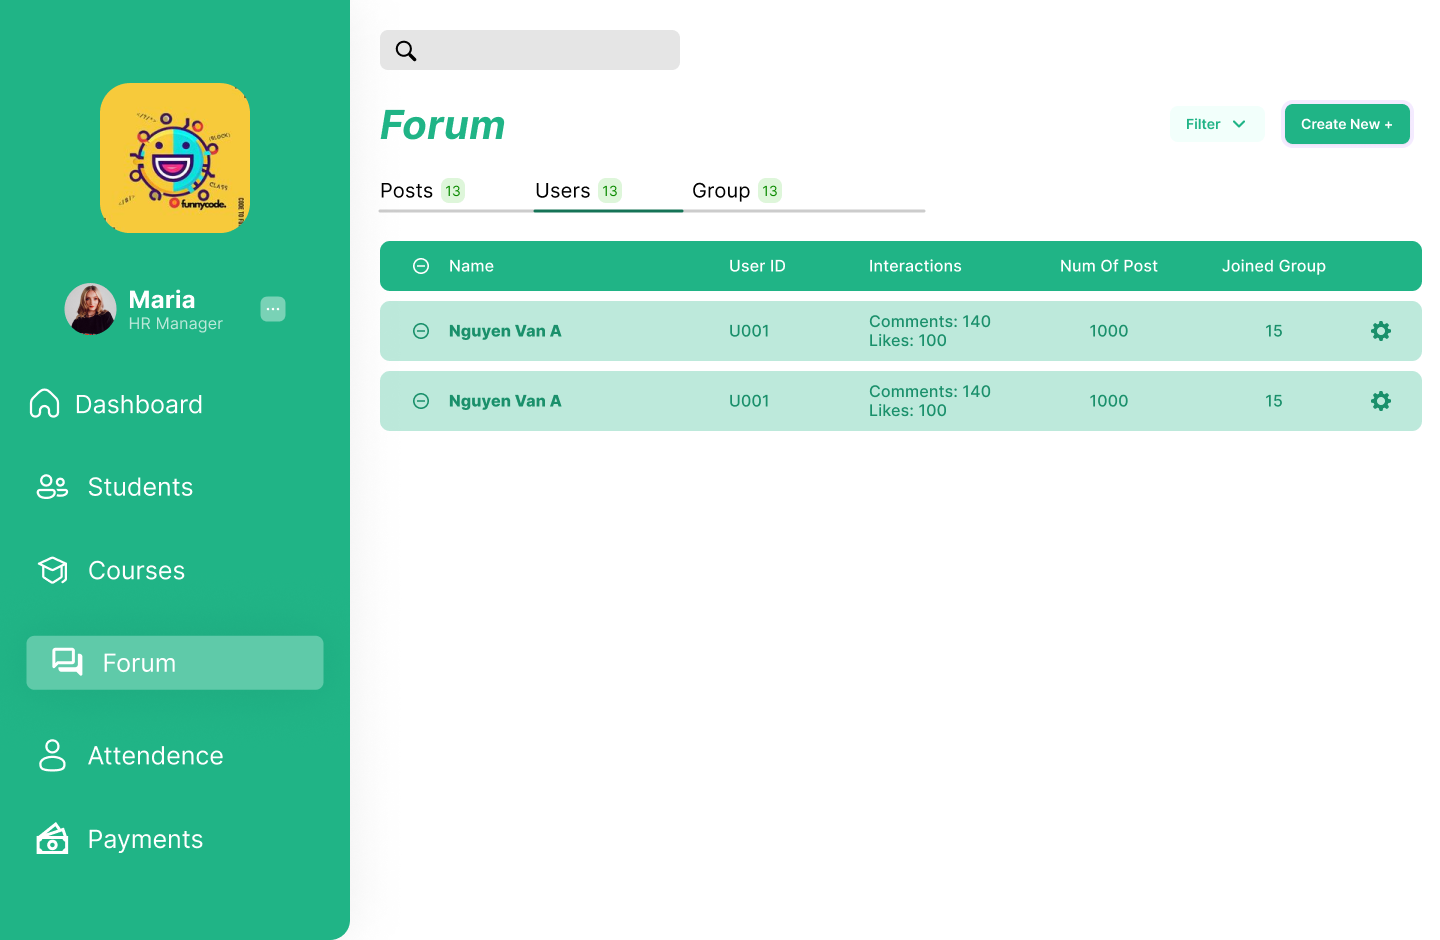 <///>
(BLOCK)
CLASS
funnycode.
Maria
HR Manager
Dashboard
Students
Courses
Forum
Attendence
Payments
Forum
Filter
Create New +
Posts 13
Users 13
Group 13
Name User ID Interactions Num Of Post Joined Group
Nguyen Van A U001 Comments: 140 1000 15
Likes: 100
Nguyen Van A U001 Comments: 140 1000 15
Likes: 100